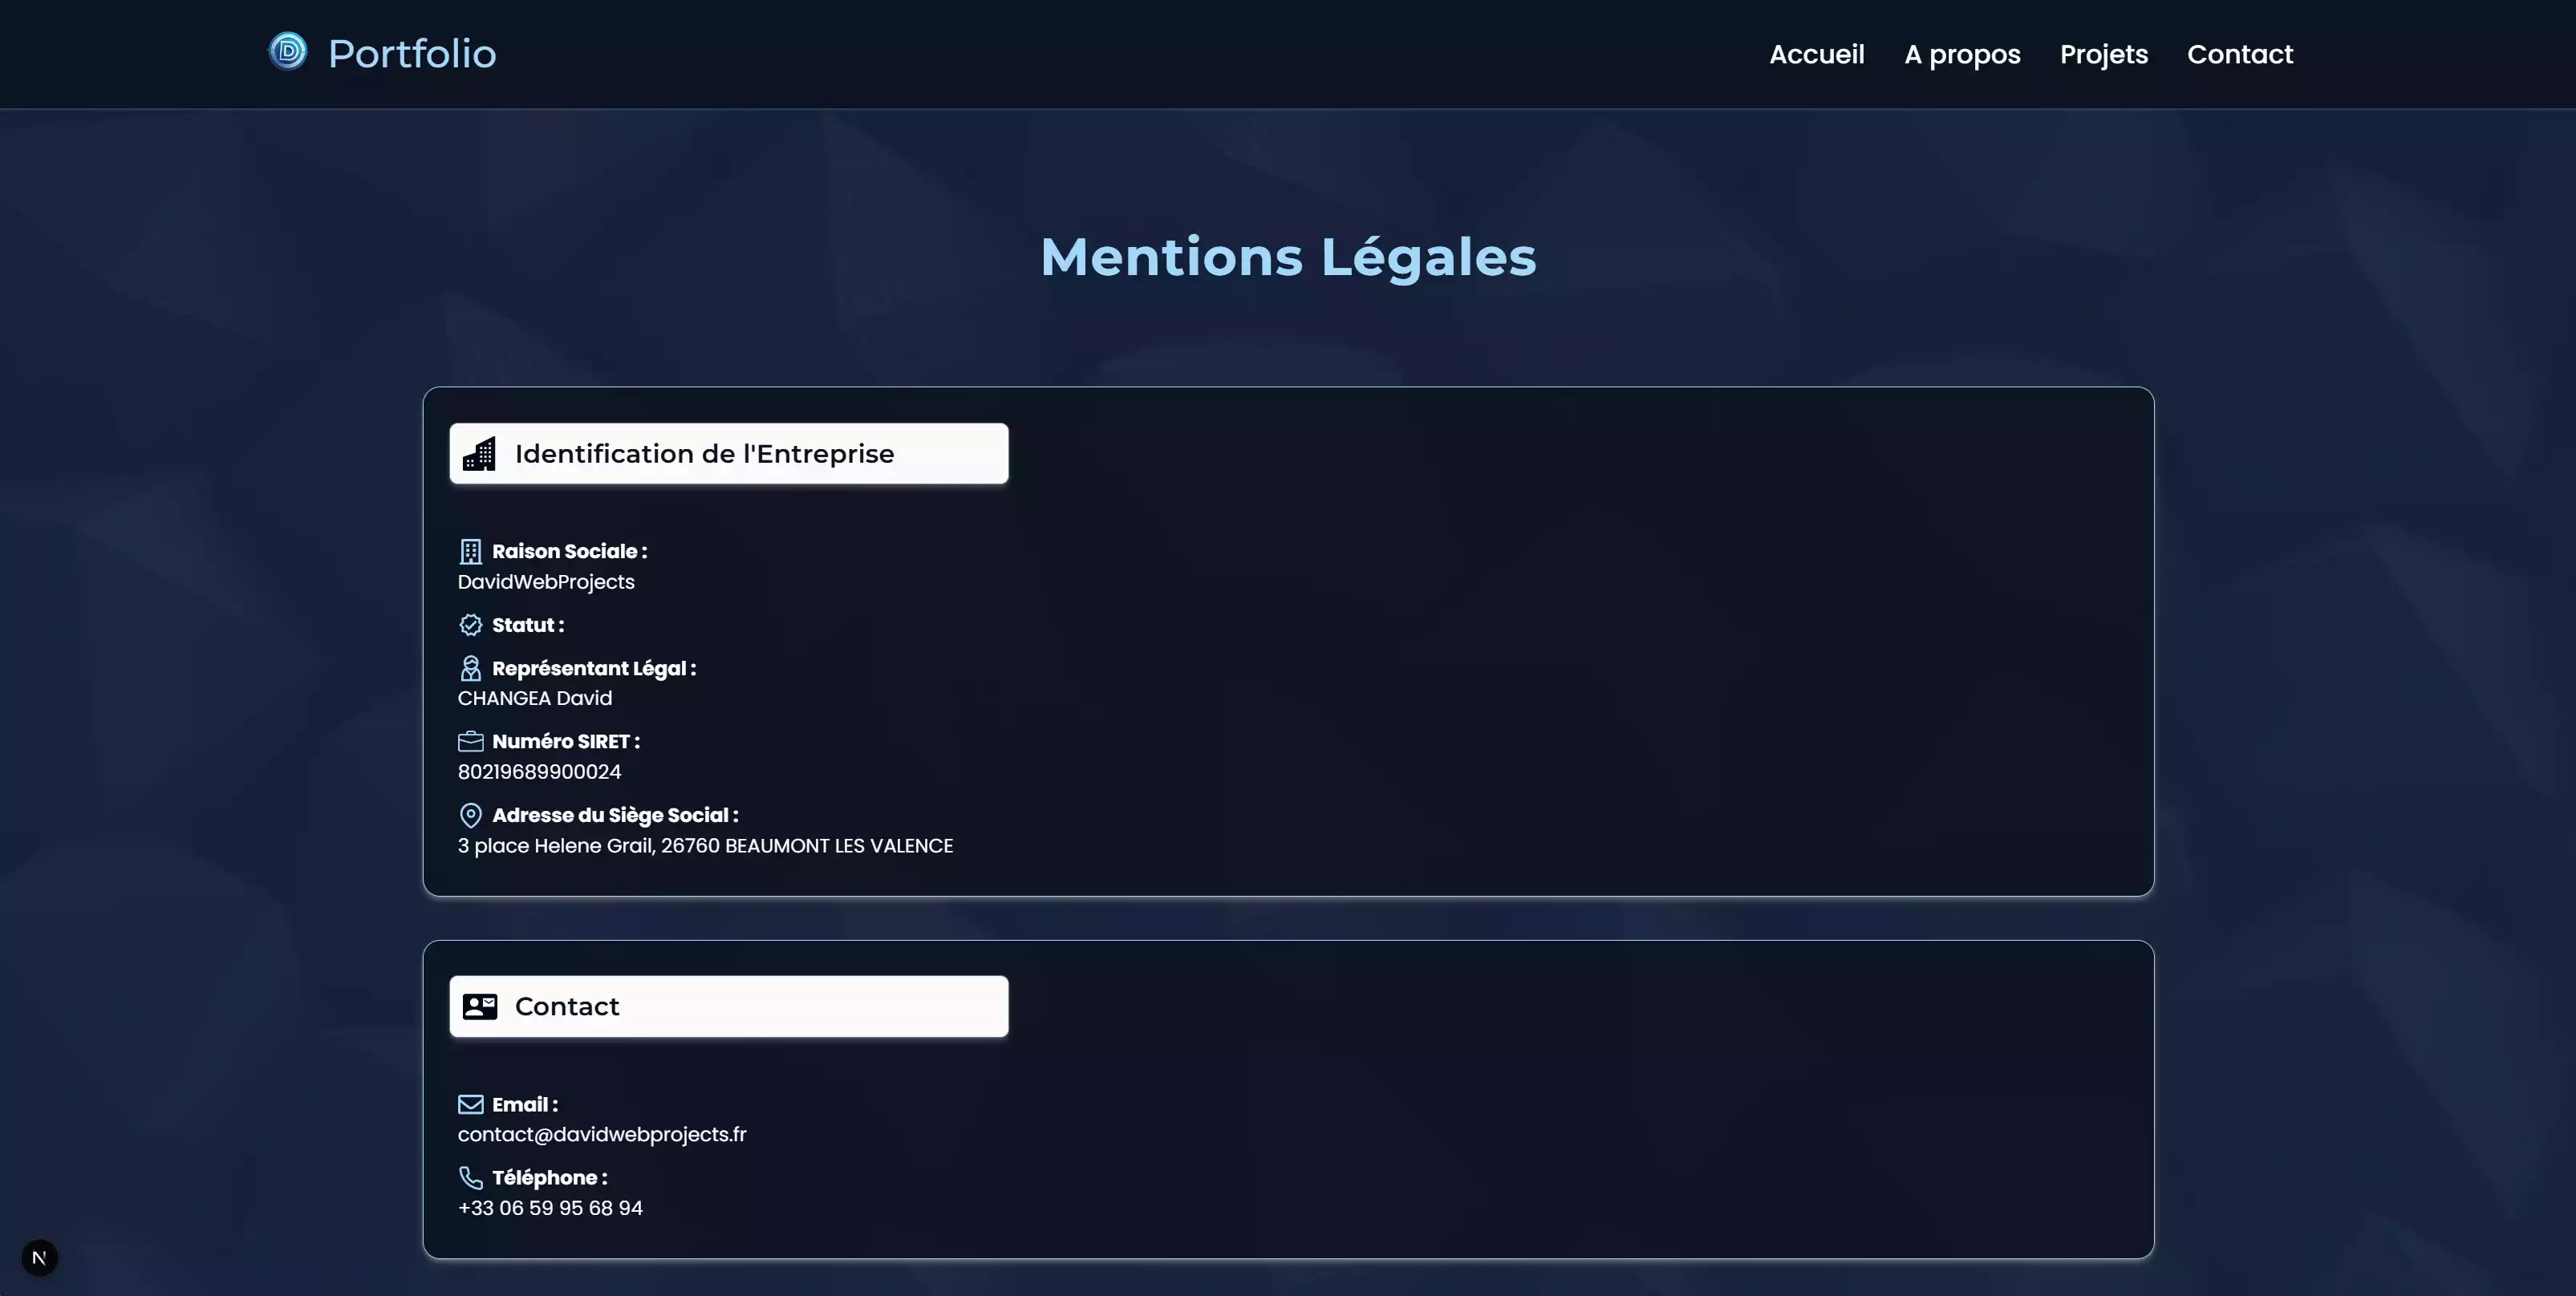 D Portfolio
Accueil A propos Projets Contact
Mentions Légales
Identification de l'Entreprise
Raison Sociale :
DavidWebProjects
Statut :
Représentant Légal :
CHANGEA David
Numéro SIRET :
80219689900024
Adresse du Siège Social :
3 place Helene Grail, 26760 BEAUMONT LES VALENCE
Contact
Email :
contact@davidwebprojects.fr
Téléphone :
+33 06 59 95 68 94
N